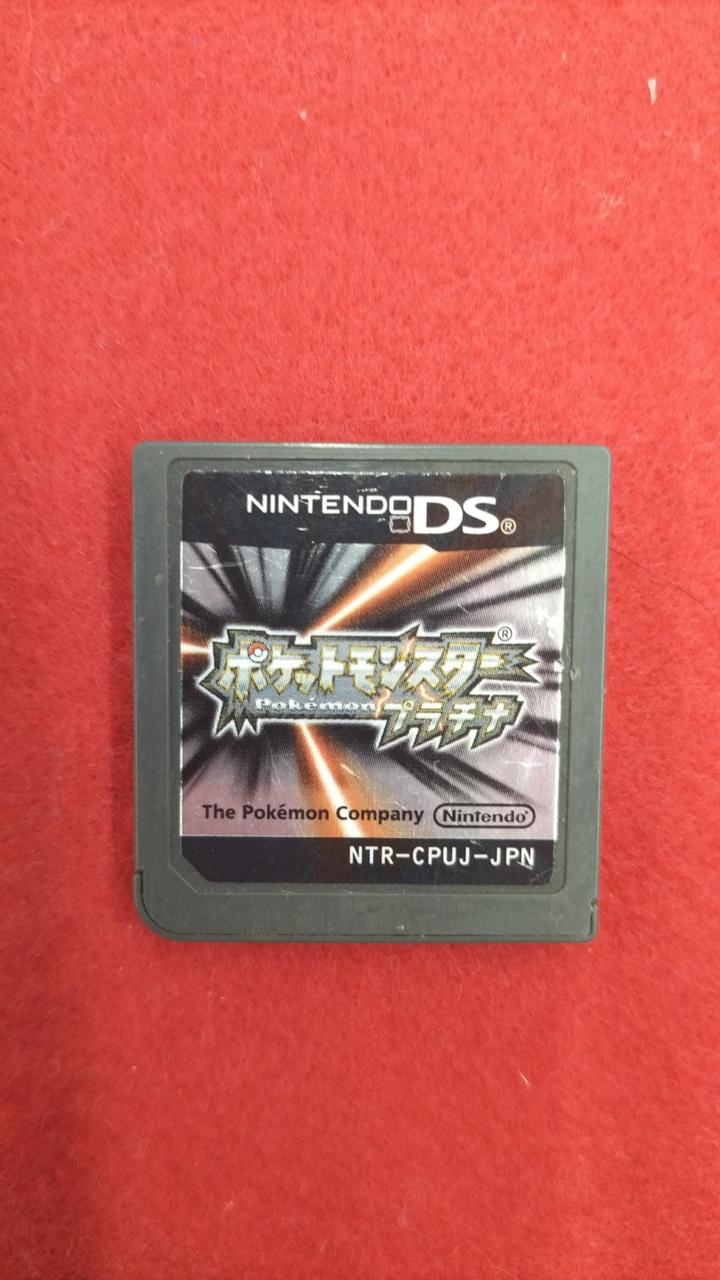 NINTENDO DS®
ポケットモンスター®
Pokémon プラチナ
The Pokémon Company Nintendo®
NTR-CPUJ-JPN